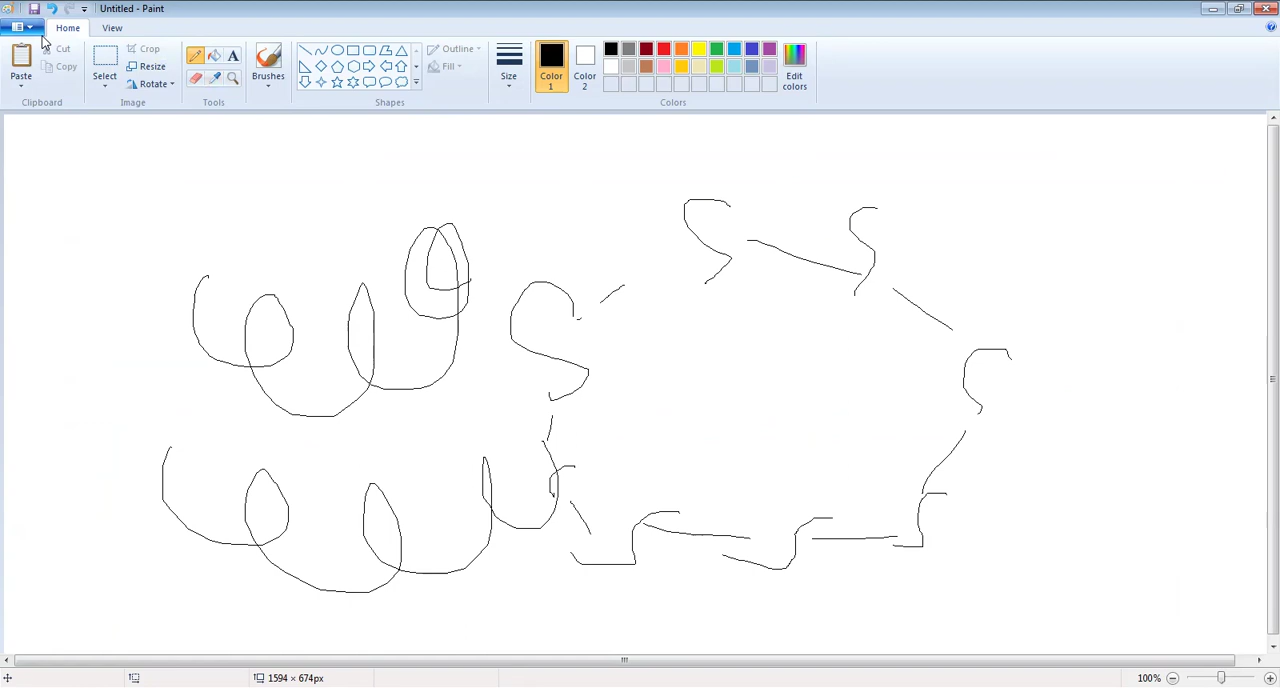 Untitled - Paint
Home View
Paste
Cut
Copy
Clipboard
Select
Crop
Resize
Rotate
Image
Tools
Brushes
Shapes
Outline
Fill
Size
Color 1
Color 2
Edit colors
Colors
S S
S
1594 × 674px
100%